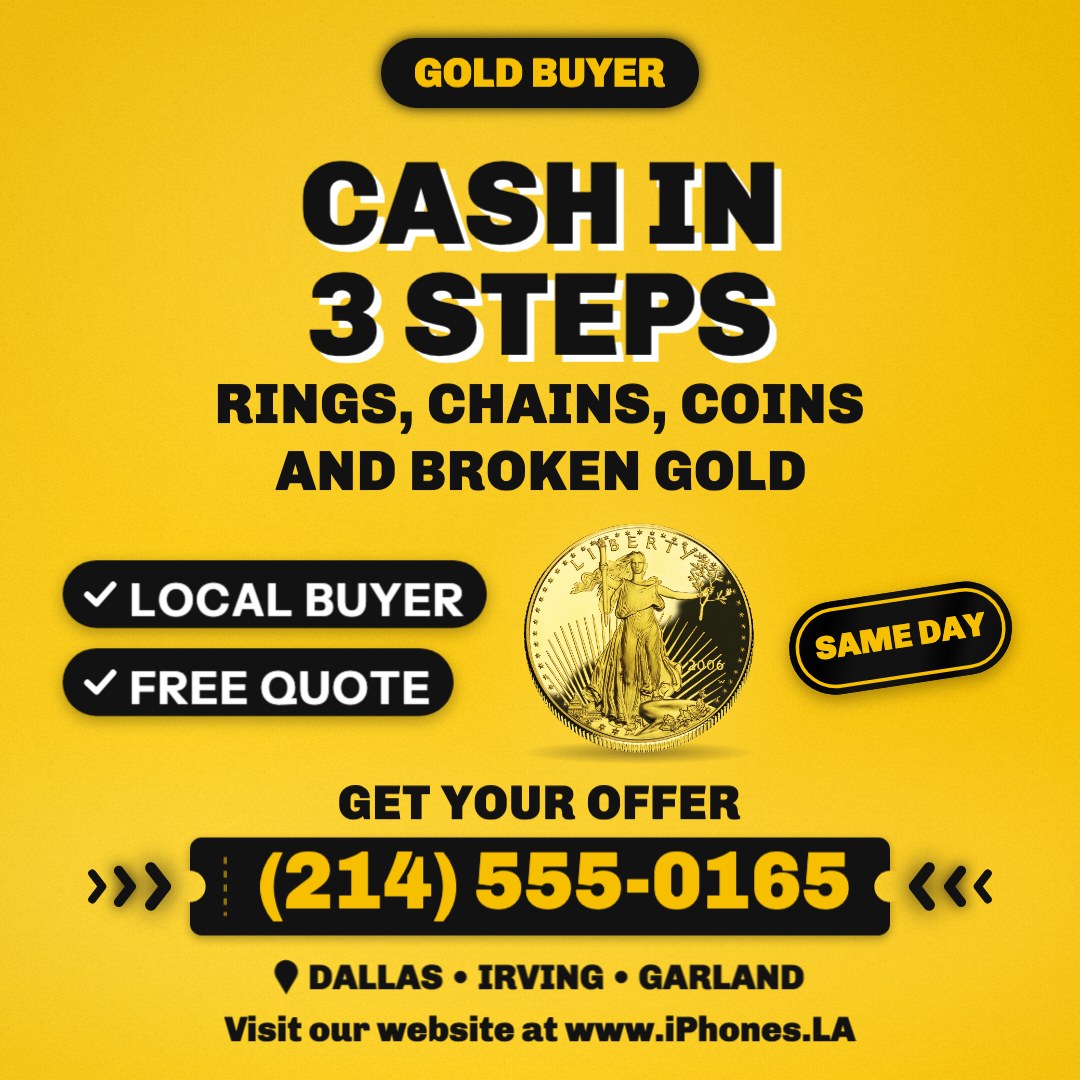 GOLD BUYER
CASH IN
3 STEPS
RINGS, CHAINS, COINS
AND BROKEN GOLD
LOCAL BUYER
FREE QUOTE
LIBERTY
2006
SAME DAY
GET YOUR OFFER
(214) 555-0165
DALLAS • IRVING • GARLAND
Visit our website at www.iPhones.LA